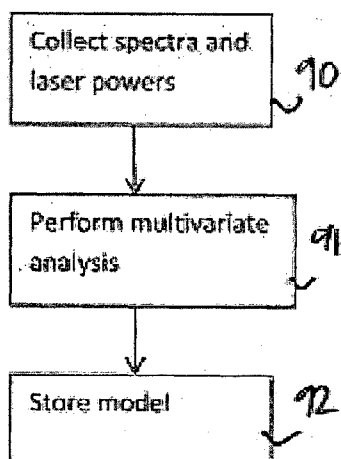 Collect spectra and
laser powers
90
Perform multivariate
analysis
91
Store model
92